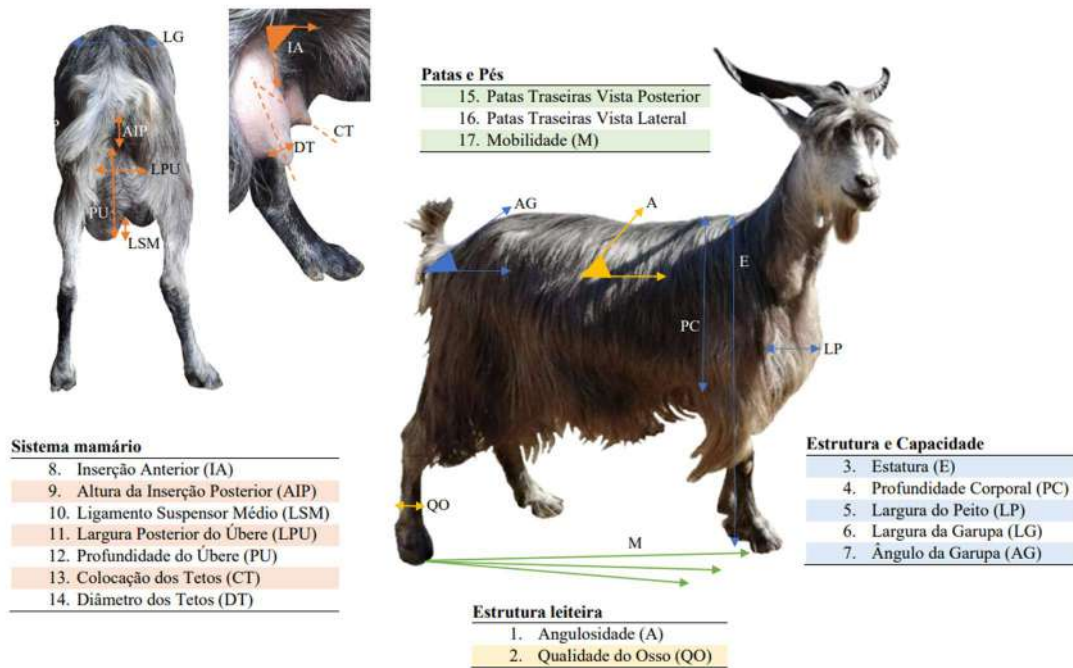 LG
IA
AIP
CT
DT
LPU
PU
LSM
Patas e Pés
15. Patas Traseiras Vista Posterior
16. Patas Traseiras Vista Lateral
17. Mobilidade (M)
AG
A
E
PC
LP
QO
M
Sistema mamário
8. Inserção Anterior (IA)
9. Altura da Inserção Posterior (AIP)
10. Ligamento Suspensor Médio (LSM)
11. Largura Posterior do Úbere (LPU)
12. Profundidade do Úbere (PU)
13. Colocação dos Tetos (CT)
14. Diâmetro dos Tetos (DT)
Estrutura e Capacidade
3. Estatura (E)
4. Profundidade Corporal (PC)
5. Largura do Peito (LP)
6. Largura da Garupa (LG)
7. Ângulo da Garupa (AG)
Estrutura leiteira
1. Angulosidade (A)
2. Qualidade do Osso (QO)